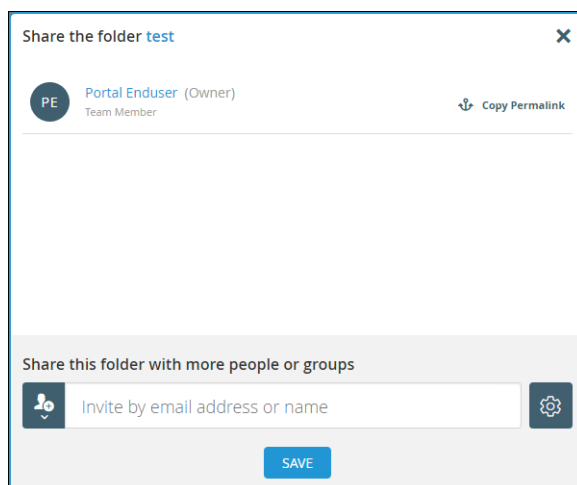 Share the folder test
PE
Portal Enduser (Owner)
Team Member
Copy Permalink
Share this folder with more people or groups
Invite by email address or name
SAVE